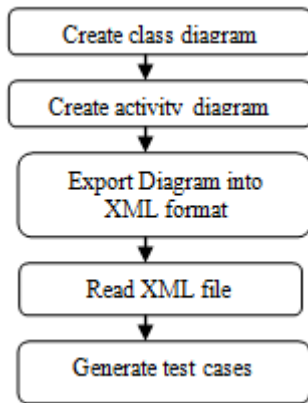 Create class diagram
Create activity diagram
Export Diagram into
XML format
Read XML file
Generate test cases